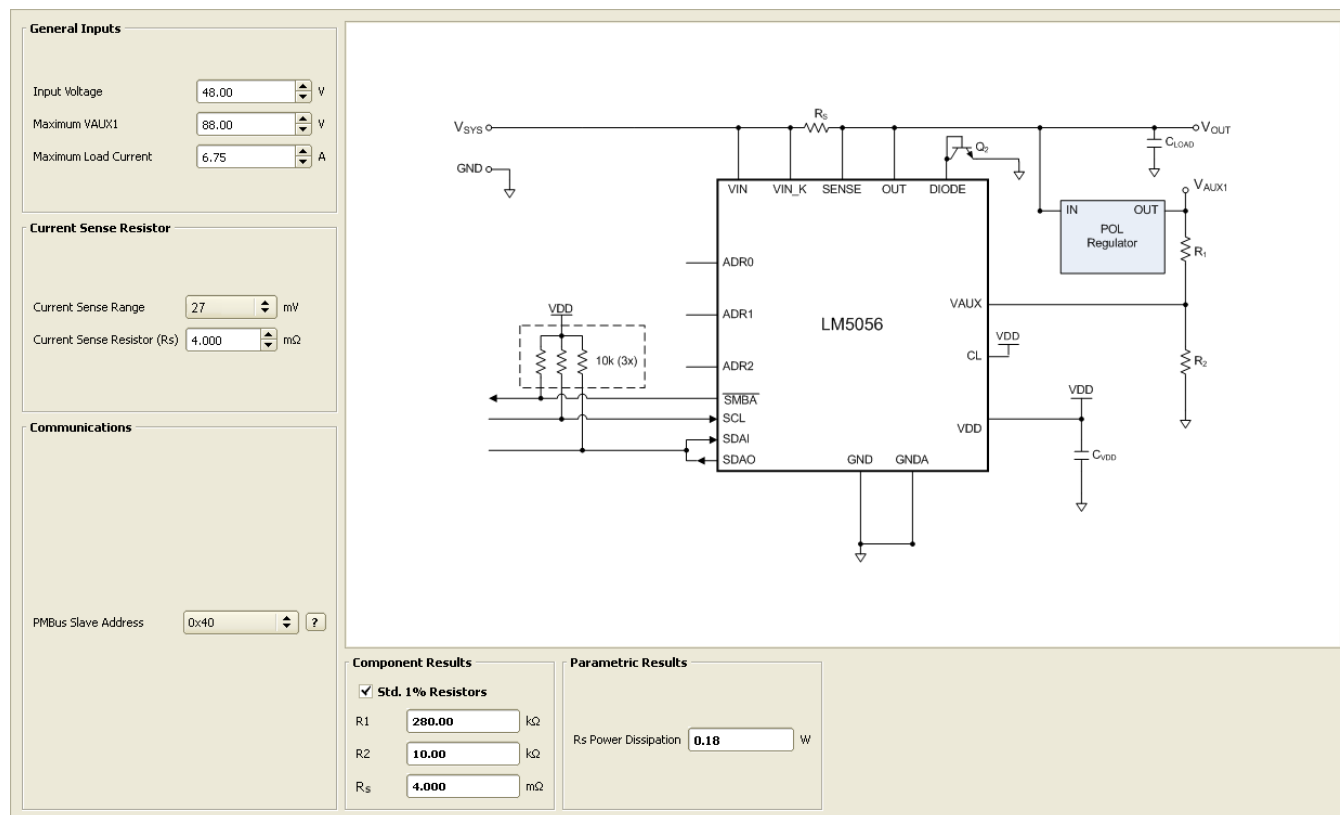 General Inputs
Input Voltage 48.00 V
Maximum VAUX1 88.00 V
Maximum Load Current 6.75 A
Current Sense Resistor
Current Sense Range 27 mV
Current Sense Resistor (Rs) 4.000 mΩ
Communications
PMBus Slave Address 0x40 ?
VSYS RS VOUT
CLOAD
Q2
GND
VIN VIN_K SENSE OUT DIODE
VAUX1
IN OUT
POL
Regulator
R1
ADR0
VAUX
VDD
ADR1
LM5056
VDD
CL
10k (3x)
ADR2
R2
SMBA
VDD
SCL
VDD
SDAI
SDAO
GND GNDA
CVDD
Component Results
Std. 1% Resistors
R1 280.00 kΩ
R2 10.00 kΩ
Rs 4.000 mΩ
Parametric Results
Rs Power Dissipation 0.18 W